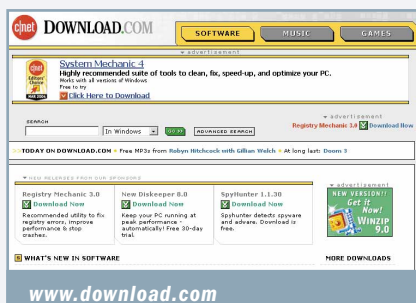 cnet DOWNLOAD.COM
SOFTWARE MUSIC GAMES
advertisement
System Mechanic 4
Highly recommended suite of tools to clean, fix, speed-up, and optimize your PC.
Works with all versions of Windows
Free to try
Click Here to Download
Editors' Choice
MAR 2004
advertisement
Registry Mechanic 3.0 Download Now
SEARCH
In Windows GO ADVANCED SEARCH
TODAY ON DOWNLOAD.COM Free MP3s from Robyn Hitchcock with Gillian Welch At long last: Doom 3
NEW RELEASES FROM OUR SPONSORS
Registry Mechanic 3.0
Download Now
Recommended utility to fix
registry errors, improve
performance & stop
crashes.
New Diskeeper 8.0
Download Now
Keep your PC running at
peak performance -
automatically! Free 30-day
trial.
SpyHunter 1.1.30
Download Now
SpyHunter detects spyware
and adware. Download is
free.
advertisement
NEW VERSION!!
Get it
Now!
WINZIP
9.0
WHAT'S NEW IN SOFTWARE
MORE DOWNLOADS
www.download.com